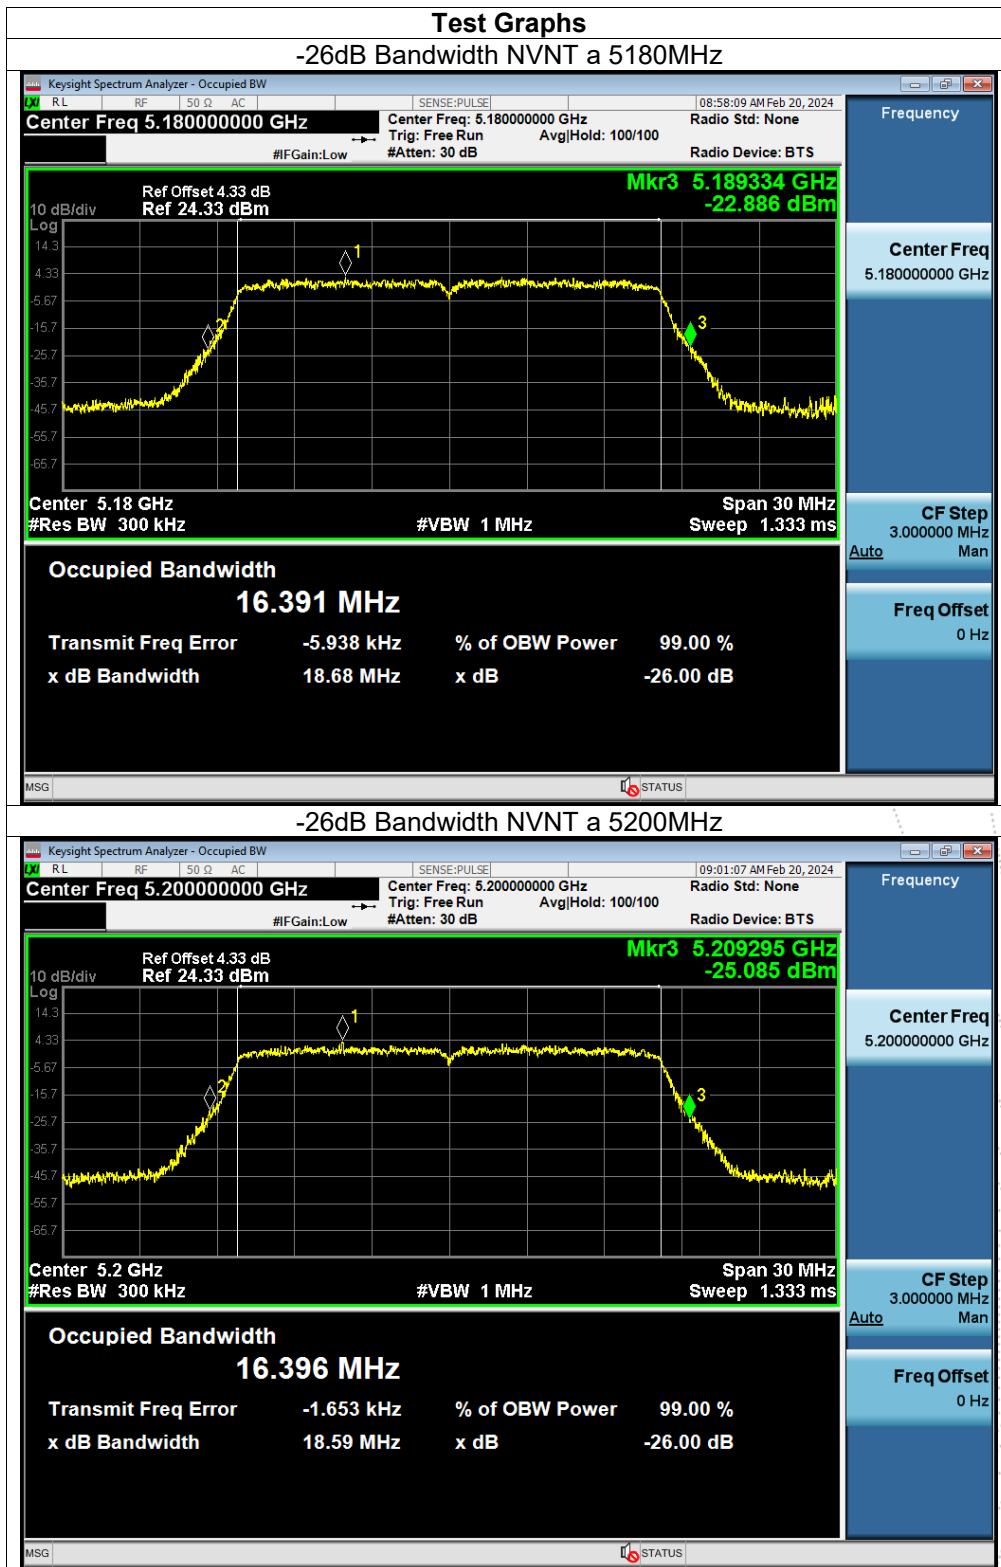 Test Graphs
-26dB Bandwidth NVNT a 5180MHz
Keysight Spectrum Analyzer - Occupied BW
LXI RL RF 50 Ω AC SENSE:PULSE 08:58:09 AM Feb 20, 2024
Center Freq 5.180000000 GHz Center Freq: 5.180000000 GHz Radio Std: None Frequency
Trig: Free Run Avg|Hold: 100/100
#IFGain:Low #Atten: 30 dB Radio Device: BTS
Mkr3 5.189334 GHz
Ref Offset 4.33 dB
10 dB/div Ref 24.33 dBm -22.886 dBm
Log
14.3
4.33
-5.67
-15.7
-25.7
-35.7
-45.7
-55.7
-65.7
1
2
3
Center Freq
5.180000000 GHz
Center 5.18 GHz Span 30 MHz
#Res BW 300 kHz #VBW 1 MHz Sweep 1.333 ms
CF Step
3.000000 MHz
Auto Man
Occupied Bandwidth
16.391 MHz
Freq Offset
0 Hz
Transmit Freq Error -5.938 kHz % of OBW Power 99.00 %
x dB Bandwidth 18.68 MHz x dB -26.00 dB
MSG STATUS
-26dB Bandwidth NVNT a 5200MHz
Keysight Spectrum Analyzer - Occupied BW
LXI RL RF 50 Ω AC SENSE:PULSE 09:01:07 AM Feb 20, 2024
Center Freq 5.200000000 GHz Center Freq: 5.200000000 GHz Radio Std: None Frequency
Trig: Free Run Avg|Hold: 100/100
#IFGain:Low #Atten: 30 dB Radio Device: BTS
Mkr3 5.209295 GHz
Ref Offset 4.33 dB
10 dB/div Ref 24.33 dBm -25.085 dBm
Log
14.3
4.33
-5.67
-15.7
-25.7
-35.7
-45.7
-55.7
-65.7
1
2
3
Center Freq
5.200000000 GHz
Center 5.2 GHz Span 30 MHz
#Res BW 300 kHz #VBW 1 MHz Sweep 1.333 ms
CF Step
3.000000 MHz
Auto Man
Occupied Bandwidth
16.396 MHz
Freq Offset
0 Hz
Transmit Freq Error -1.653 kHz % of OBW Power 99.00 %
x dB Bandwidth 18.59 MHz x dB -26.00 dB
MSG STATUS